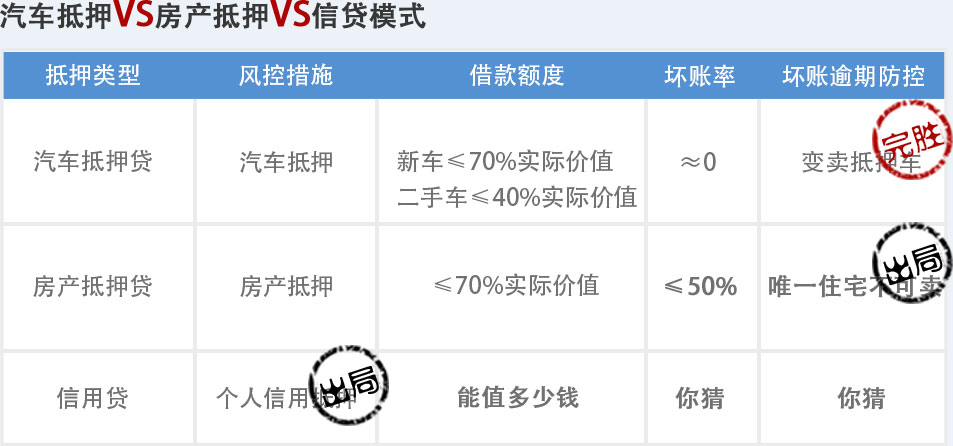 汽车抵押VS房产抵押VS信贷模式
抵押类型 风控措施 借款额度 坏账率 坏账逾期防控
完胜
汽车抵押贷 汽车抵押 新车≤70%实际价值 ≈0 变卖抵押车
二手车≤40%实际价值
出局
房产抵押贷 房产抵押 ≤70%实际价值 ≤50% 唯一住宅不可卖
出局
信用贷 个人信用抵押 能值多少钱 你猜 你猜